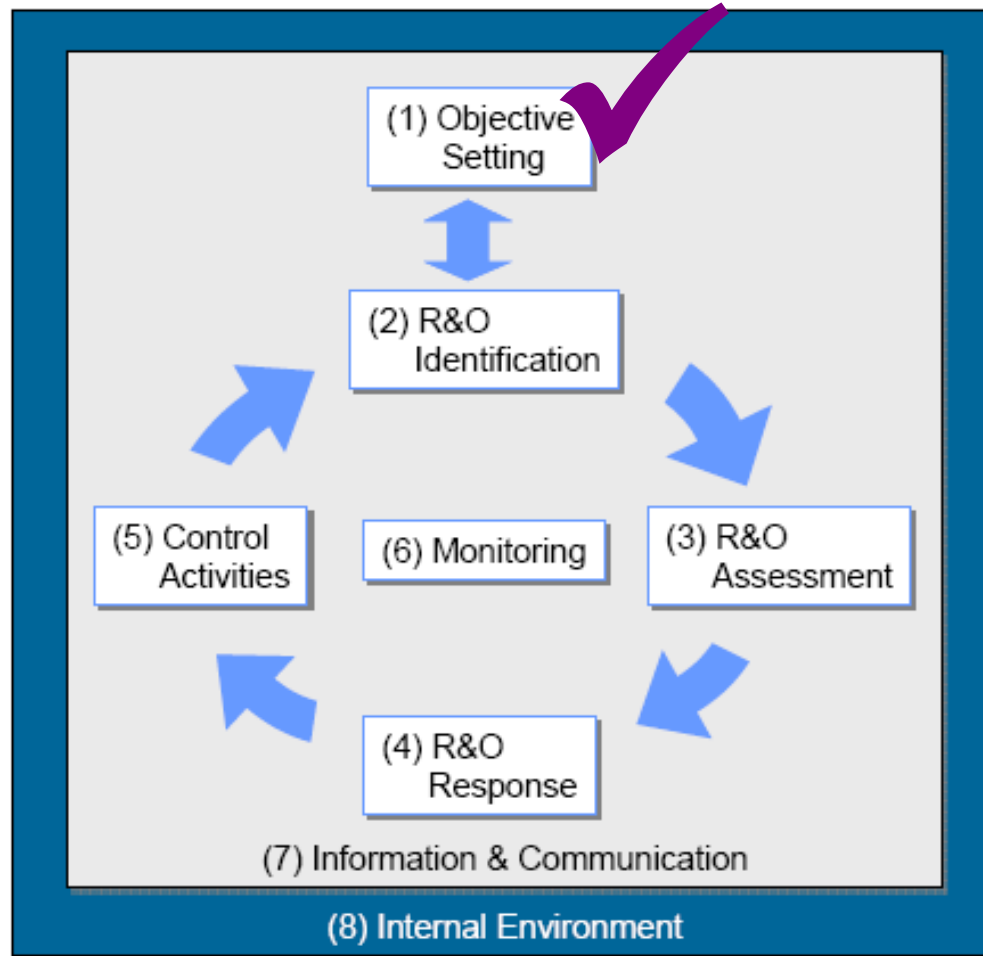 (1) Objective
Setting
(2) R&O
Identification
(5) Control
Activities
(6) Monitoring
(3) R&O
Assessment
(4) R&O
Response
(7) Information & Communication
(8) Internal Environment